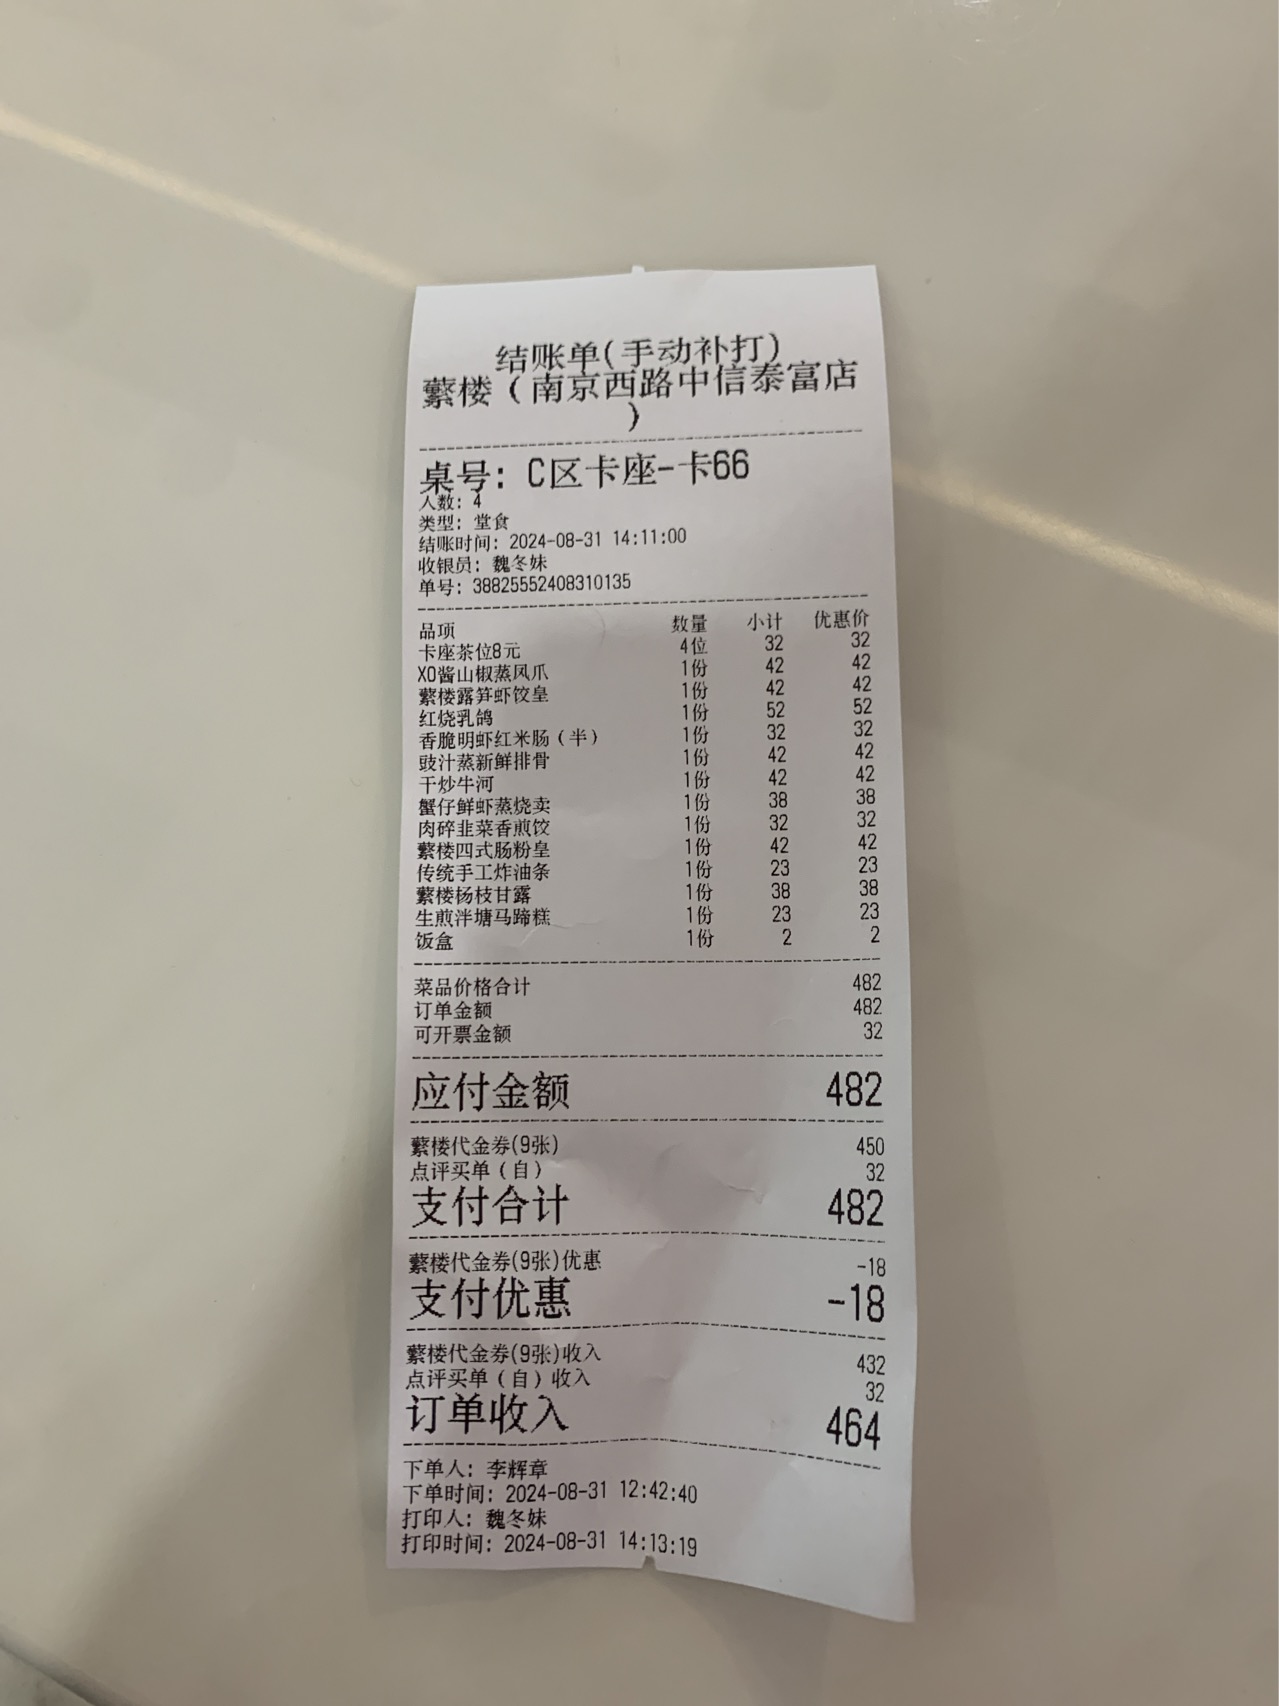 结账单(手动补打)
蘩楼（南京西路中信泰富店
）
桌号: C区卡座-卡66
人数: 4
类型: 堂食
结账时间: 2024-08-31 14:11:00
收银员: 魏冬妹
单号: 38825552408310135
品项 数量 小计 优惠价
卡座茶位8元 4位 32 32
XO酱山椒蒸凤爪 1份 42 42
蘩楼露笋虾饺皇 1份 42 42
红烧乳鸽 1份 52 52
香脆明虾红米肠（半） 1份 32 32
豉汁蒸新鲜排骨 1份 42 42
干炒牛河 1份 42 42
蟹仔鲜虾蒸烧卖 1份 38 38
肉碎韭菜香煎饺 1份 32 32
蘩楼四式肠粉皇 1份 42 42
传统手工炸油条 1份 23 23
蘩楼杨枝甘露 1份 38 38
生煎泮塘马蹄糕 1份 23 23
饭盒 1份 2 2
菜品价格合计 482
订单金额 482
可开票金额 32
应付金额 482
蘩楼代金券(9张) 450
点评买单（自） 32
支付合计 482
蘩楼代金券(9张)优惠 -18
支付优惠 -18
蘩楼代金券(9张)收入 432
点评买单（自）收入 32
订单收入 464
下单人: 李辉章
下单时间: 2024-08-31 12:42:40
打印人: 魏冬妹
打印时间: 2024-08-31 14:13:19